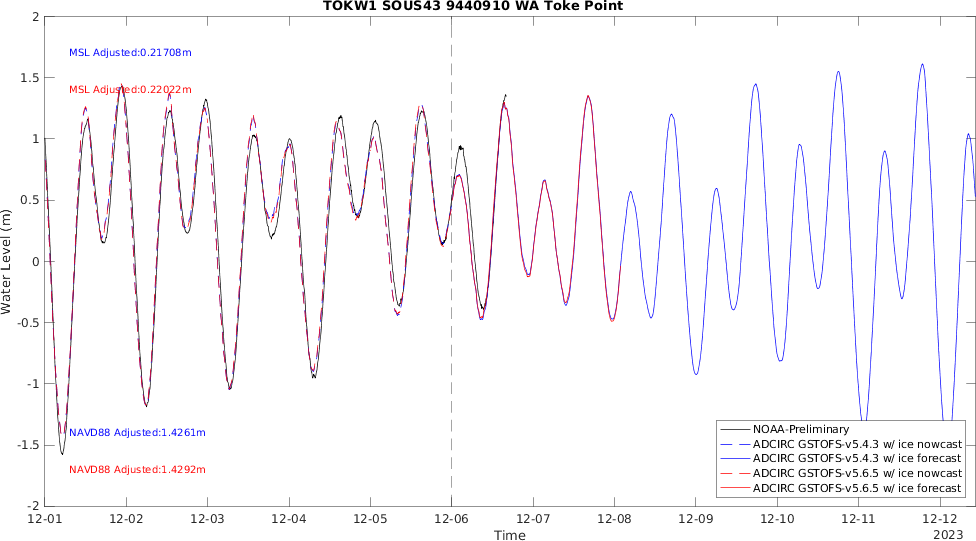 TOKW1 SOUS43 9440910 WA Toke Point
2
1.5
1
0.5
0
-0.5
-1
-1.5
-2
Water Level (m)
MSL Adjusted:0.21708m
MSL Adjusted:0.22022m
NAVD88 Adjusted:1.4261m
NAVD88 Adjusted:1.4292m
NOAA-Preliminary
ADCIRC GSTOFS-v5.4.3 w/ ice nowcast
ADCIRC GSTOFS-v5.4.3 w/ ice forecast
ADCIRC GSTOFS-v5.6.5 w/ ice nowcast
ADCIRC GSTOFS-v5.6.5 w/ ice forecast
12-01 12-02 12-03 12-04 12-05 12-06 12-07 12-08 12-09 12-10 12-11 12-12
Time
2023